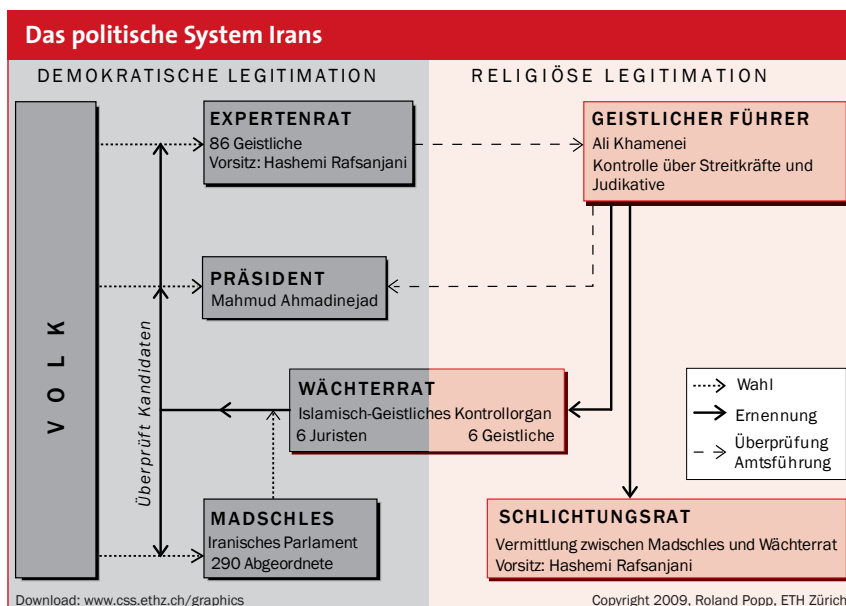 Das politische System Irans
DEMOKRATISCHE LEGITIMATION
RELIGIÖSE LEGITIMATION
VOLK
EXPERTENRAT
86 Geistliche
Vorsitz: Hashemi Rafsanjani
GEISTLICHER FÜHRER
Ali Khamenei
Kontrolle über Streitkräfte und
Judikative
PRÄSIDENT
Mahmud Ahmadinejad
Überprüft Kandidaten
WÄCHTERRAT
Islamisch-Geistliches Kontrollorgan
6 Juristen 6 Geistliche
Wahl
Ernennung
Überprüfung
Amtsführung
MADSCHLES
Iranisches Parlament
290 Abgeordnete
SCHLICHTUNGSRAT
Vermittlung zwischen Madschles und Wächterrat
Vorsitz: Hashemi Rafsanjani
Download: www.css.ethz.ch/graphics
Copyright 2009, Roland Popp, ETH Zürich